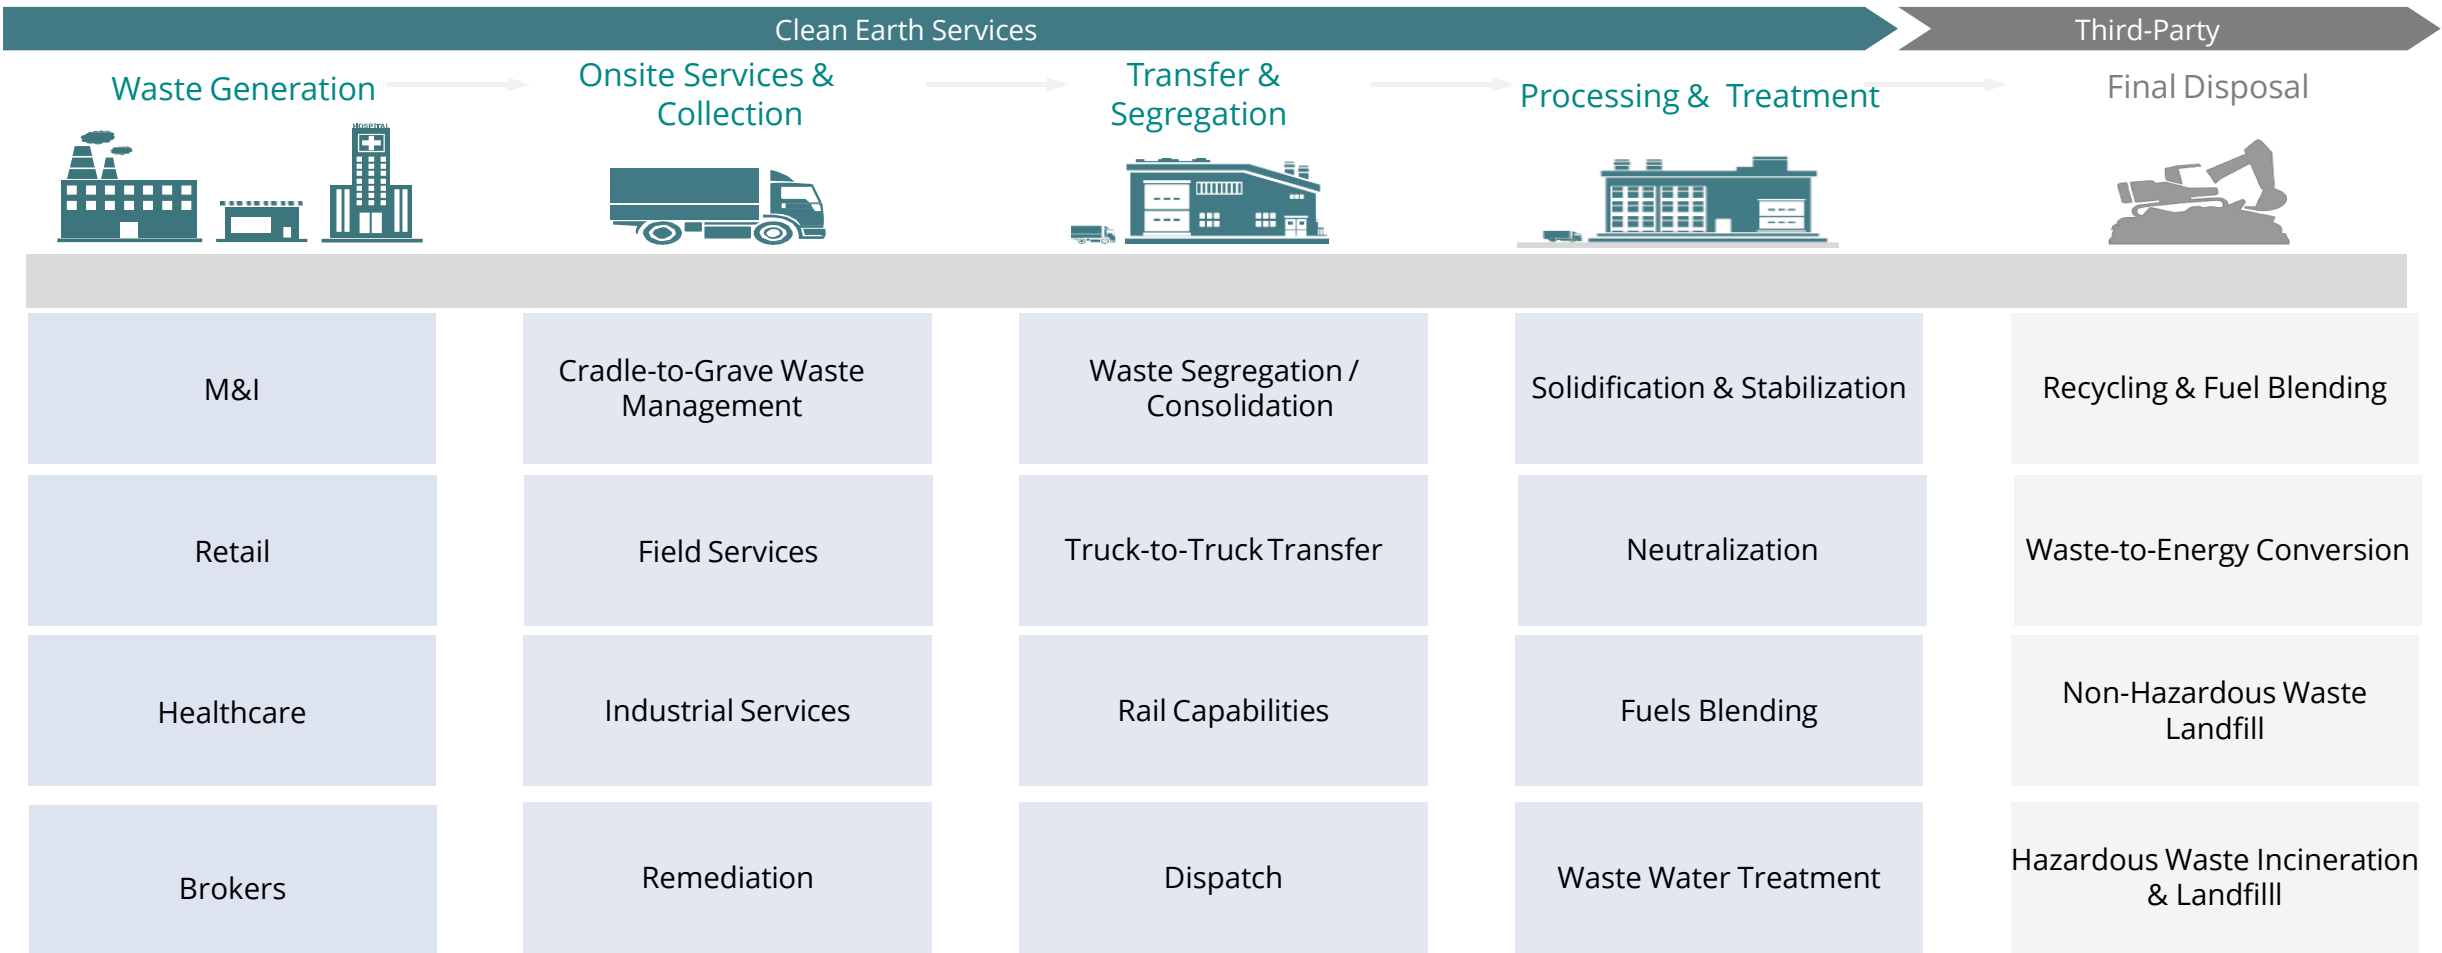 Clean Earth Services
Third-Party
Waste Generation
Onsite Services &
Collection
Transfer &
Segregation
Processing & Treatment
Final Disposal
HOSPITAL
M&I
Cradle-to-Grave Waste
Management
Waste Segregation /
Consolidation
Solidification & Stabilization
Recycling & Fuel Blending
Retail
Field Services
Truck-to-Truck Transfer
Neutralization
Waste-to-Energy Conversion
Healthcare
Industrial Services
Rail Capabilities
Fuels Blending
Non-Hazardous Waste
Landfill
Brokers
Remediation
Dispatch
Waste Water Treatment
Hazardous Waste Incineration
& Landfilll